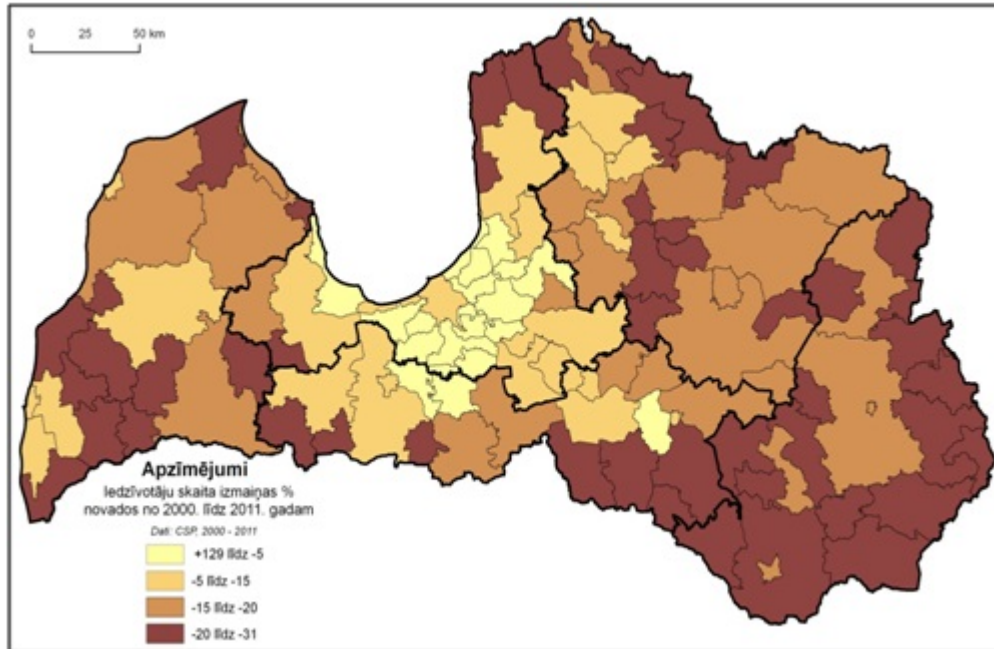 0 25 50 km
Apzīmējumi
Iedzīvotāju skaita izmaiņas %
novados no 2000. līdz 2011. gadam
Dati: CSP, 2000 - 2011
+129 līdz -5
-5 līdz -15
-15 līdz -20
-20 līdz -31